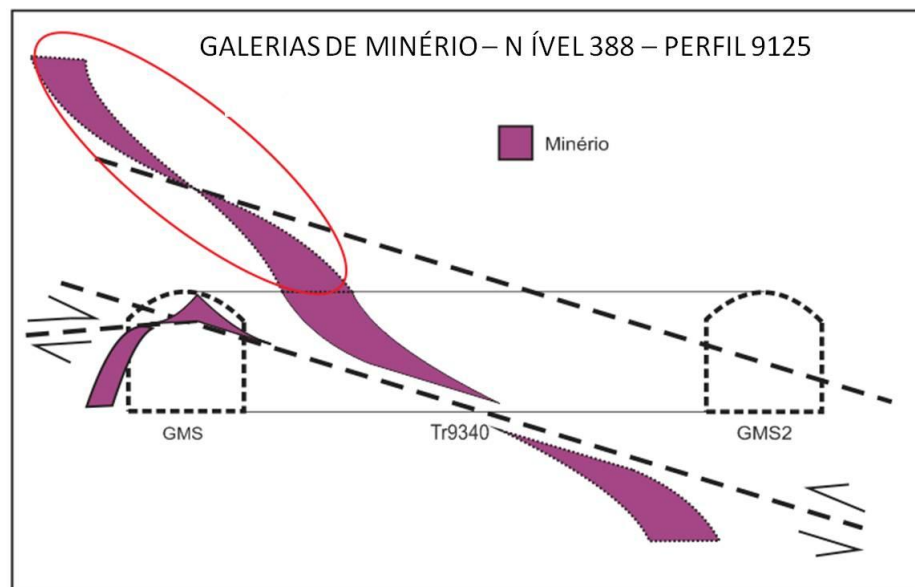 GALERIAS DE MINÉRIO – N ÍVEL 388 – PERFIL 9125
Minério
GMS
Tr9340
GMS2